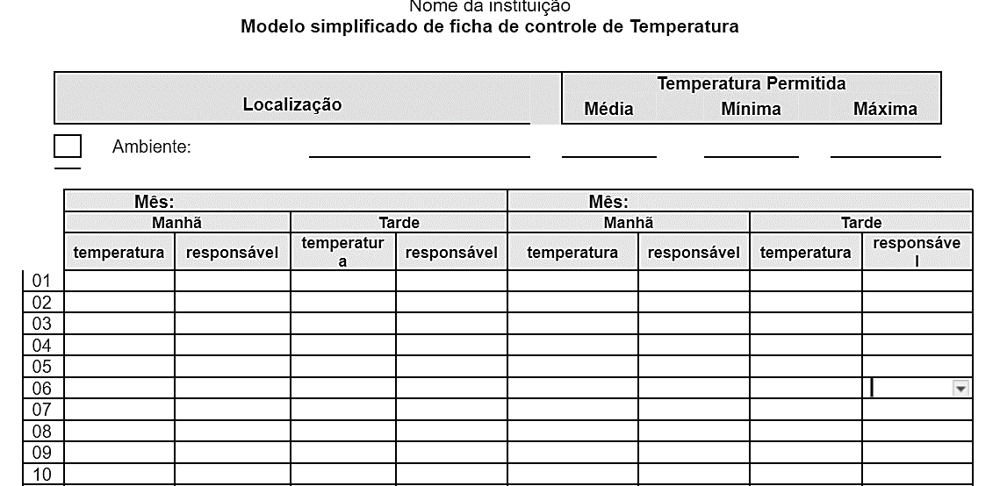 Nome da instituição
Modelo simplificado de ficha de controle de Temperatura
Localização
Temperatura Permitida
Média Mínima Máxima
Ambiente:
Mês: Mês:
Manhã Tarde Manhã Tarde
temperatura responsável temperatur
a responsável temperatura responsável temperatura responsáve
l
01
02
03
04
05
06
07
08
09
10